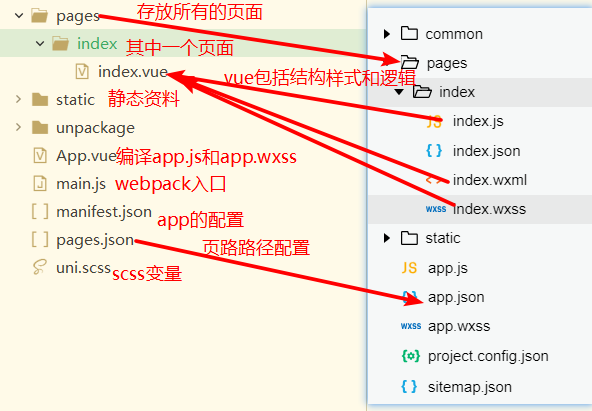 pages 存放所有的页面
index 其中一个页面
index.vue vue包括结构样式和逻辑
static 静态资料
unpackage
App.vue 编译app.js和app.wxss
main.js webpack入口
manifest.json app的配置
pages.json 页路路径配置
uni.scss scss变量
common
pages
index
JS index.js
{ } index.json
< > index.wxml
wxss index.wxss
static
JS app.js
{ } app.json
wxss app.wxss
project.config.json
{ } sitemap.json